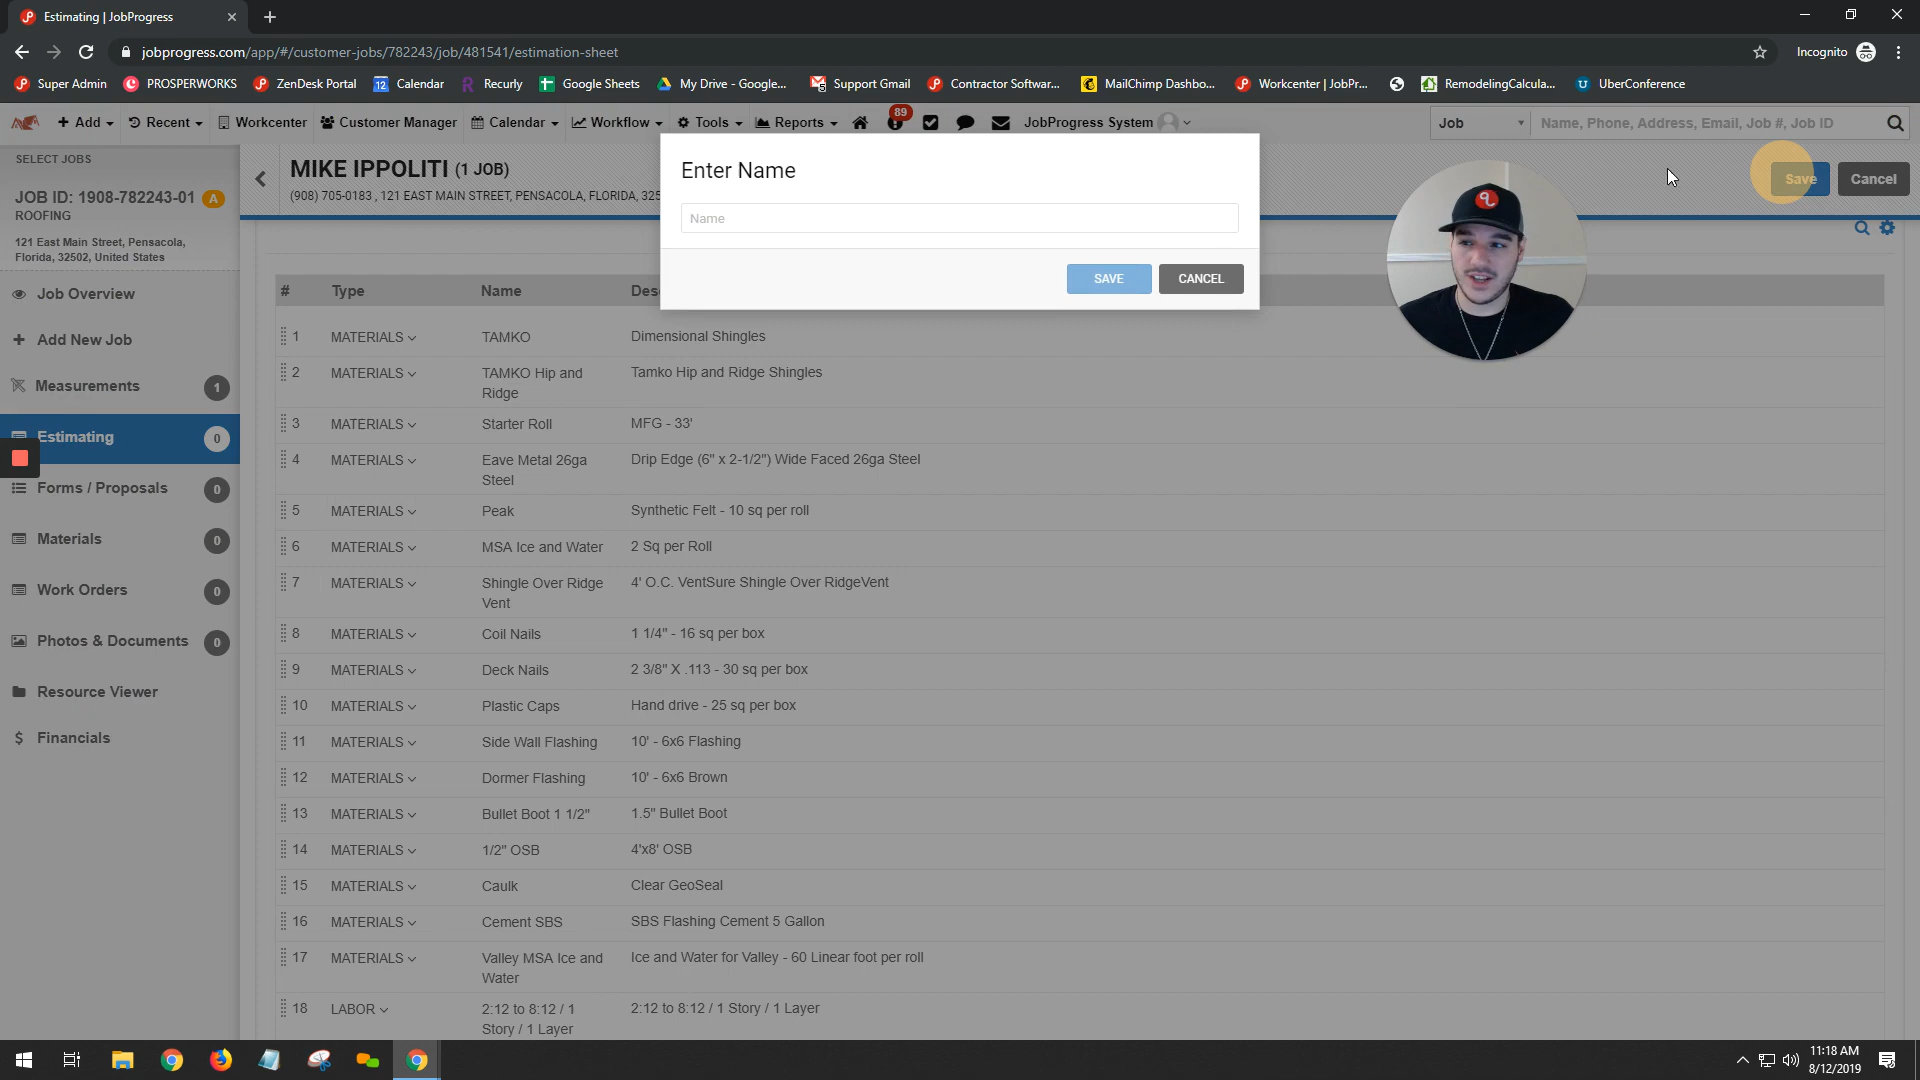 Estimating | JobProgress
jobprogress.com/app/#/customer-jobs/782243/job/481541/estimation-sheet
Incognito
Super Admin
PROSPERWORKS
ZenDesk Portal
12
Calendar
Recurly
Google Sheets
My Drive - Google...
Support Gmail
Contractor Softwar...
MailChimp Dashbo...
Workcenter | JobPr...
RemodelingCalcula...
UberConference
Add
Recent
Workcenter
Customer Manager
Calendar
Workflow
Tools
Reports
89
JobProgress System
Job
Name, Phone, Address, Email, Job #, Job ID
SELECT JOBS
JOB ID: 1908-782243-01
A
ROOFING
121 East Main Street, Pensacola,
Florida, 32502, United States
Job Overview
Add New Job
Measurements 1
Estimating 0
Forms / Proposals 0
Materials 0
Work Orders 0
Photos & Documents 0
Resource Viewer
Financials
MIKE IPPOLITI (1 JOB)
(908) 705-0183 , 121 EAST MAIN STREET, PENSACOLA, FLORIDA, 325
Save
Cancel
Enter Name
Name
SAVE
CANCEL
# Type Name Des
1 MATERIALS TAMKO Dimensional Shingles
2 MATERIALS TAMKO Hip and Tamko Hip and Ridge Shingles
Ridge
3 MATERIALS Starter Roll MFG - 33'
4 MATERIALS Eave Metal 26ga Drip Edge (6" x 2-1/2") Wide Faced 26ga Steel
Steel
5 MATERIALS Peak Synthetic Felt - 10 sq per roll
6 MATERIALS MSA Ice and Water 2 Sq per Roll
7 MATERIALS Shingle Over Ridge 4' O.C. VentSure Shingle Over RidgeVent
Vent
8 MATERIALS Coil Nails 1 1/4" - 16 sq per box
9 MATERIALS Deck Nails 2 3/8" X .113 - 30 sq per box
10 MATERIALS Plastic Caps Hand drive - 25 sq per box
11 MATERIALS Side Wall Flashing 10' - 6x6 Flashing
12 MATERIALS Dormer Flashing 10' - 6x6 Brown
13 MATERIALS Bullet Boot 1 1/2" 1.5" Bullet Boot
14 MATERIALS 1/2" OSB 4'x8' OSB
15 MATERIALS Caulk Clear GeoSeal
16 MATERIALS Cement SBS SBS Flashing Cement 5 Gallon
17 MATERIALS Valley MSA Ice and Ice and Water for Valley - 60 Linear foot per roll
Water
18 LABOR 2:12 to 8:12 / 1 2:12 to 8:12 / 1 Story / 1 Layer
Story / 1 Layer
11:18 AM
8/12/2019